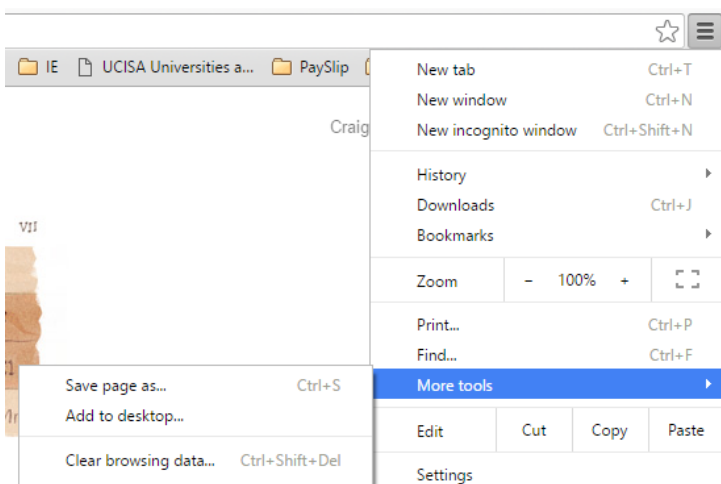 IE UCISA Universities a... PaySlip
New tab Ctrl+T
New window Ctrl+N
Craig
New incognito window Ctrl+Shift+N
History
Downloads Ctrl+J
VII
Bookmarks
Zoom - 100% +
Print... Ctrl+P
Find... Ctrl+F
More tools
Save page as... Ctrl+S
Add to desktop...
Edit Cut Copy Paste
Clear browsing data... Ctrl+Shift+Del
Settings